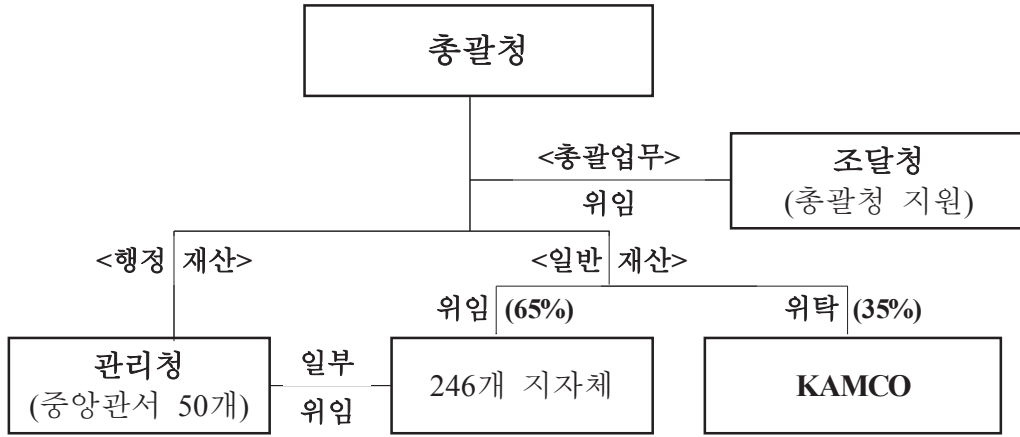 총괄청
<총괄업무>
위임
조달청
(총괄청 지원)
<행정 재산>
<일반 재산>
위임 (65%)
위탁 (35%)
관리청
(중앙관서 50개)
일부
위임
246개 지자체
KAMCO